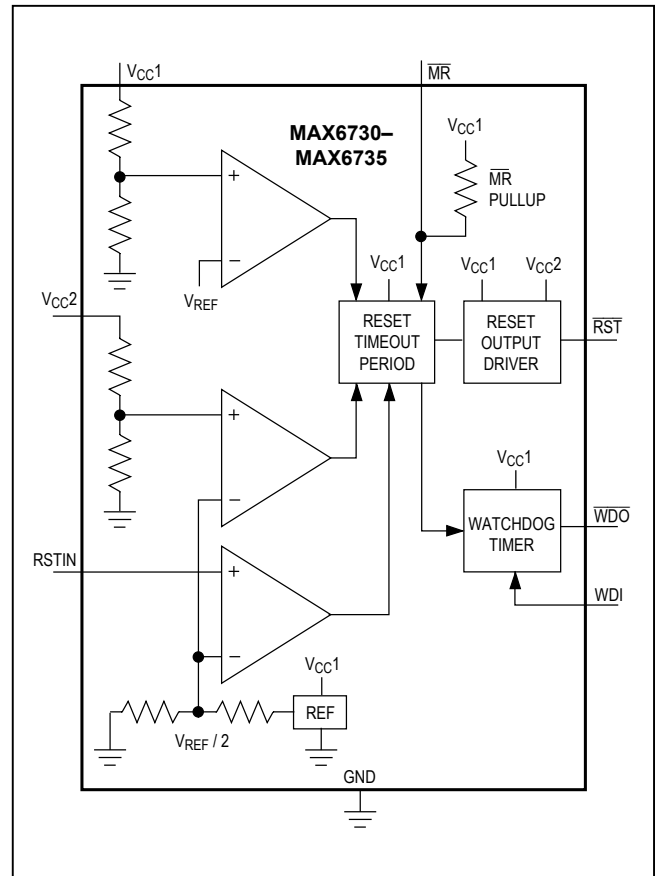 VCC1
MR
MAX6730–
MAX6735
VCC1
MR
PULLUP
+
−
VREF
VCC1
VCC1
VCC2
RESET
TIMEOUT
PERIOD
RESET
OUTPUT
DRIVER
RST
VCC2
+
−
VCC1
WATCHDOG
TIMER
WDO
WDI
RSTIN
+
−
VCC1
REF
VREF / 2
GND